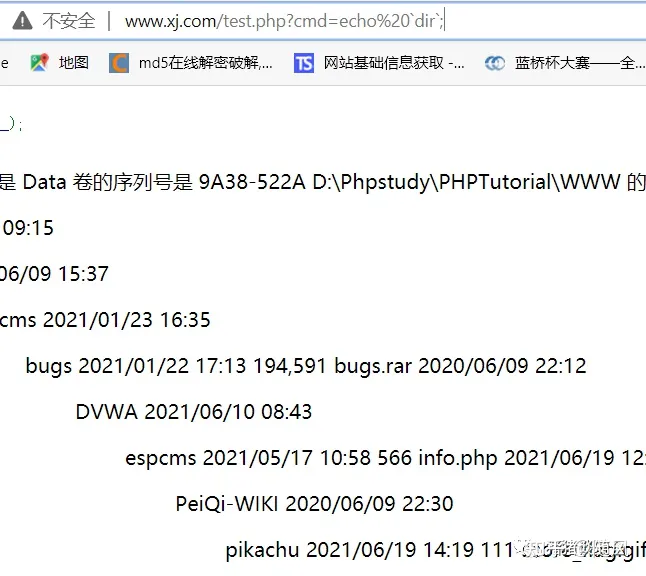 不安全 | www.xj.com/test.php?cmd=echo%20`dir`;
e 地图 md5在线解密破解,... TS 网站基础信息获取 -... 蓝桥杯大赛——全...
_);
是 Data 卷的序列号是 9A38-522A D:\Phpstudy\PHPTutorial\WWW 的
09:15
06/09 15:37
cms 2021/01/23 16:35
bugs 2021/01/22 17:13 194,591 bugs.rar 2020/06/09 22:12
DVWA 2021/06/10 08:43
espcms 2021/05/17 10:58 566 info.php 2021/06/19 12:
PeiQi-WIKI 2020/06/09 22:30
pikachu 2021/06/19 14:19 111